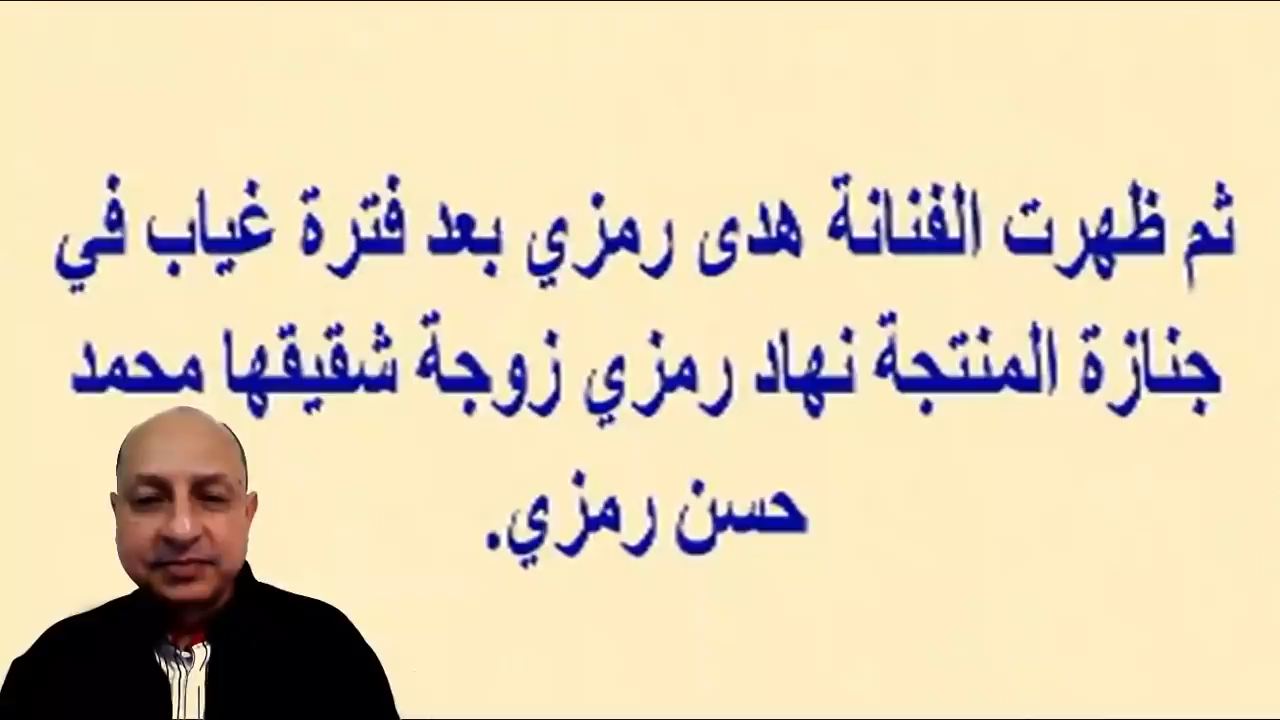 ثم ظهرت الفنانة هدى رمزي بعد فترة غياب في
جنازة المنتجة نهاد رمزي زوجة شقيقها محمد
حسن رمزي.